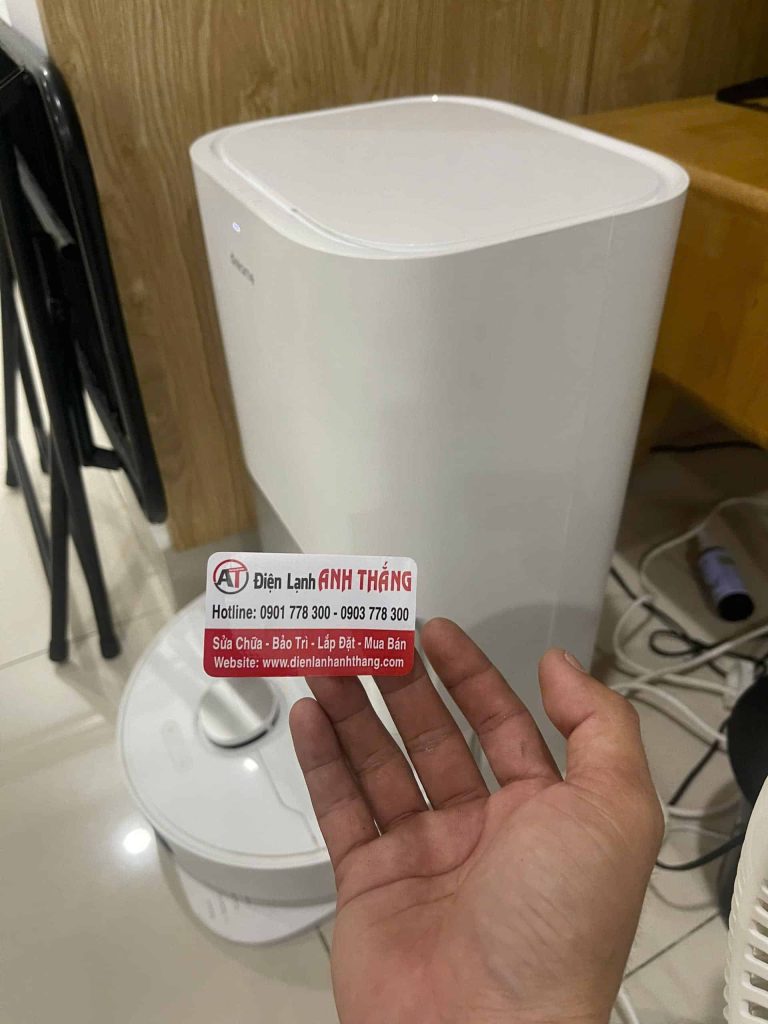 dreame
AT Điện Lạnh ANH THẮNG
Hotline: 0901 778 300 - 0903 778 300
Sửa Chữa - Bảo Trì - Lắp Đặt - Mua Bán
Website: www.dienlanhanhthang.com